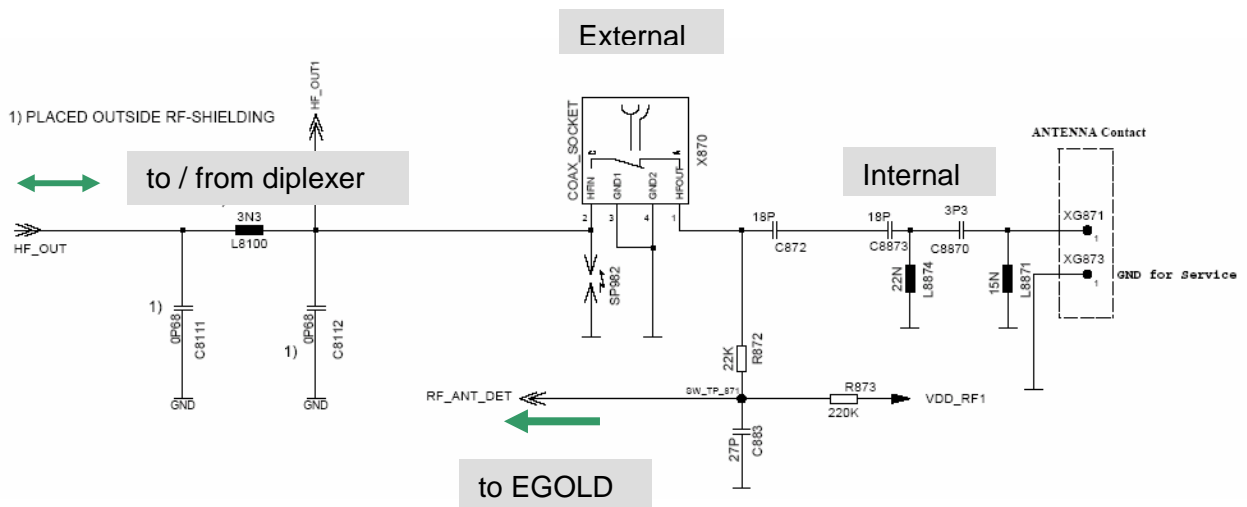 External
1) PLACED OUTSIDE RF-SHIELDING
HF_OUT1
COAX_SOCKET
X870
HFIN
GND1
GND2
HFOUT
2
3
4
1
ANTENNA Contact
to / from diplexer
Internal
3N3
L8100
HF_OUT
18P
C872
18P
C8873
3P3
C8870
XG871
1
XG873
1
GND for Service
22N
L8874
15N
L8871
SP982
1)
0P68
C8111
1)
0P68
C8112
GND
GND
22K
R872
SW_TP_871
RF_ANT_DET
R873
220K
VDD_RF1
27P
C883
to EGOLD